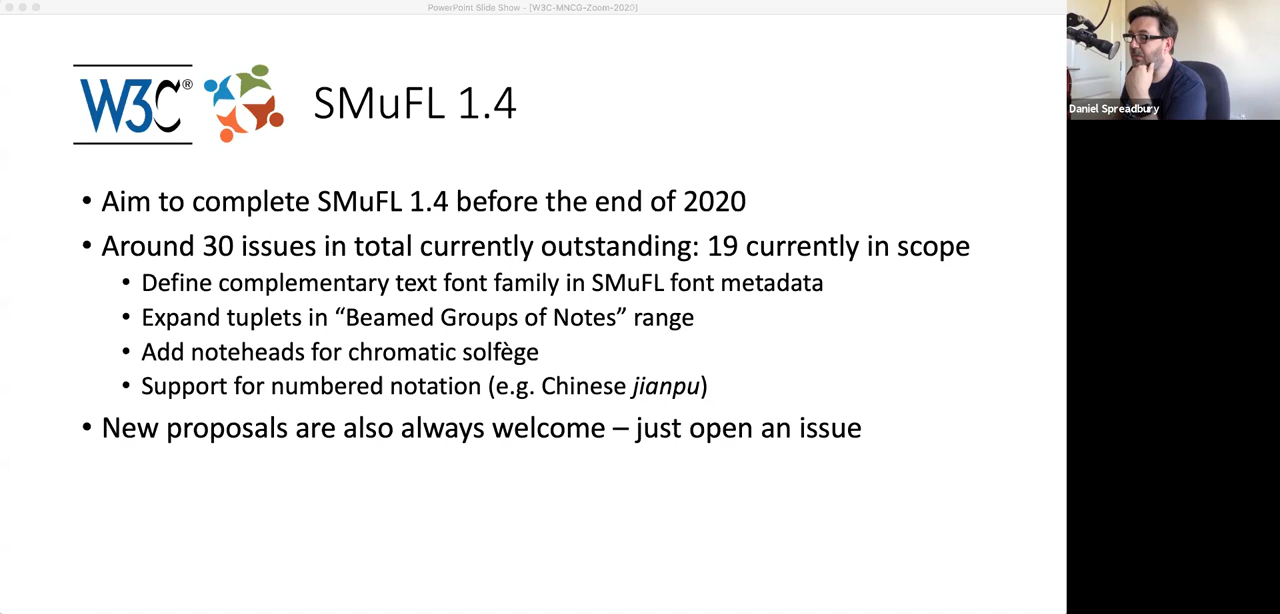 PowerPoint Slide Show - [W3C-MNCG-Zoom-2020]
W3C®
SMuFL 1.4
• Aim to complete SMuFL 1.4 before the end of 2020
• Around 30 issues in total currently outstanding: 19 currently in scope
• Define complementary text font family in SMuFL font metadata
• Expand tuplets in “Beamed Groups of Notes” range
• Add noteheads for chromatic solfège
• Support for numbered notation (e.g. Chinese jianpu)
• New proposals are also always welcome – just open an issue
Daniel Spreadbury